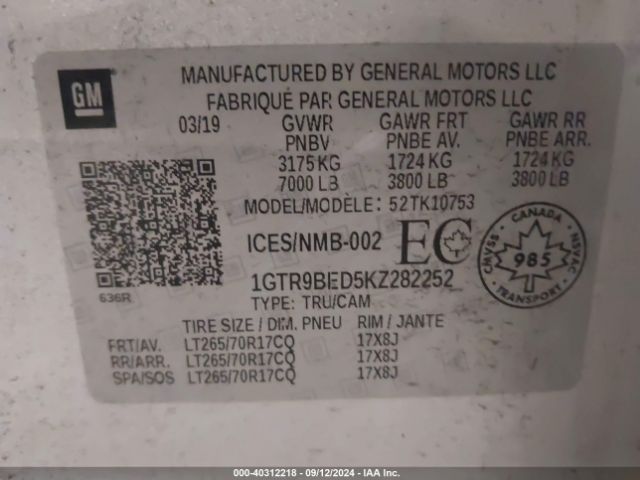 GM
MANUFACTURED BY GENERAL MOTORS LLC
FABRIQUÉ PAR GENERAL MOTORS LLC
03/19 GVWR GAWR FRT GAWR RR
PNBV PNBE AV. PNBE ARR.
3175 KG 1724 KG 1724 KG
7000 LB 3800 LB 3800 LB
MODEL/MODÈLE: 52TK10753
ICES/NMB-002 EC
CANADA
CMVSS 985 NSVAC
TRANSPORT
1GTR9BED5KZ282252
636R
TYPE: TRU/CAM
TIRE SIZE / DIM. PNEU RIM / JANTE
FRT/AV. LT265/70R17CQ 17X8J
RR/ARR. LT265/70R17CQ 17X8J
SPA/SOS LT265/70R17CQ 17X8J
000-40312218 - 09/12/2024 - IAA Inc.